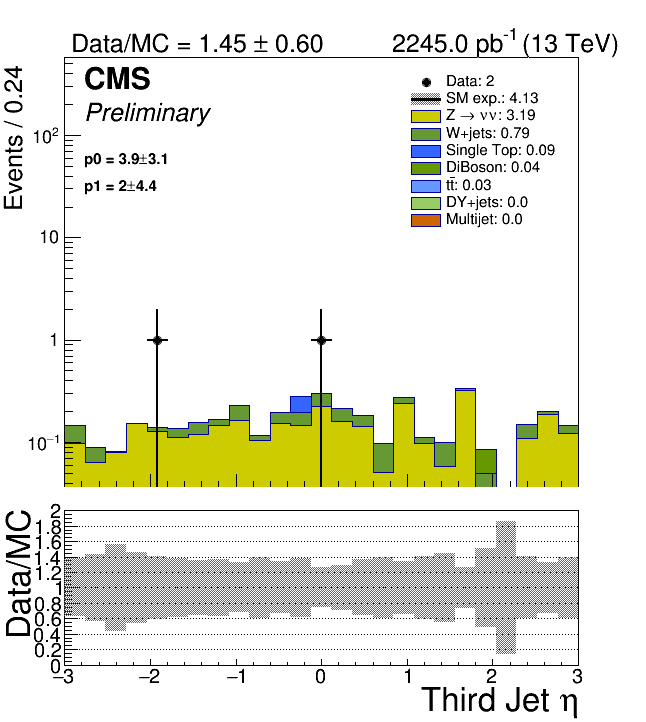 Data/MC = 1.45 ± 0.60 2245.0 pb⁻¹ (13 TeV)
CMS
Preliminary
p0 = 3.9±3.1
p1 = 2±4.4
Data: 2
SM exp.: 4.13
Z → νν: 3.19
W+jets: 0.79
Single Top: 0.09
DiBoson: 0.04
tt̄: 0.03
DY+jets: 0.0
Multijet: 0.0
Events / 0.24
10²
10
1
10⁻¹
Data/MC
2
1.8
1.6
1.4
1.2
1
0.8
0.6
0.4
0.2
0
−3 −2 −1 0 1 2 3
Third Jet η